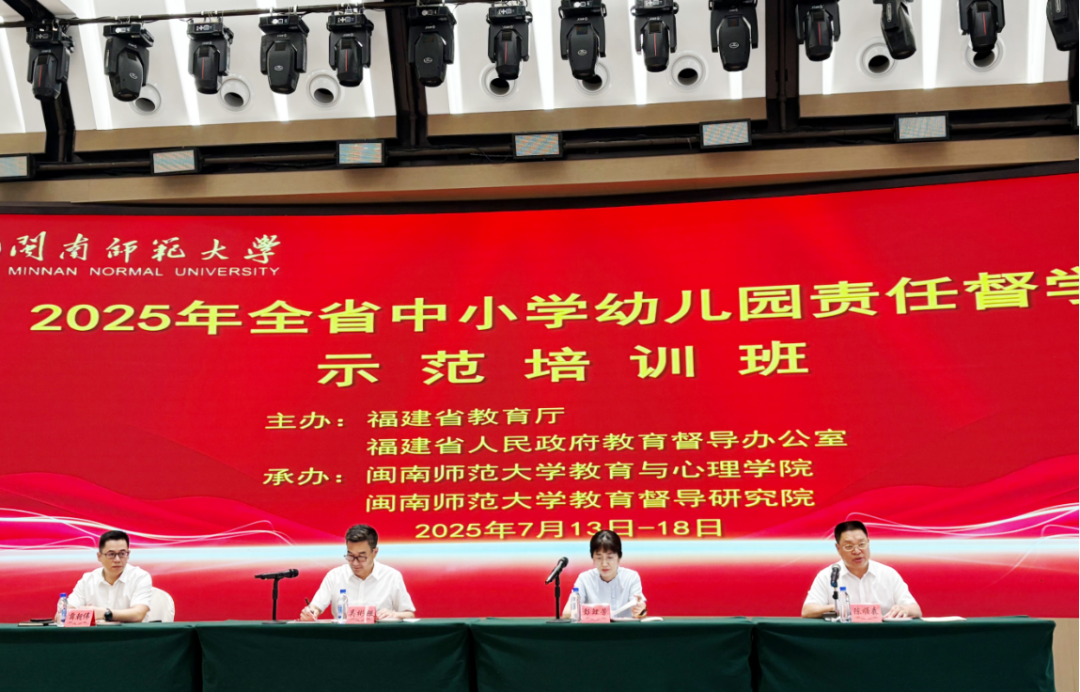 闽南师范大学
MINNAN NORMAL UNIVERSITY
2025年全省中小学幼儿园责任督学
示范培训班
主办：福建省教育厅
福建省人民政府教育督导办公室
承办：闽南师范大学教育与心理学院
闽南师范大学教育督导研究院
2025年7月13日-18日